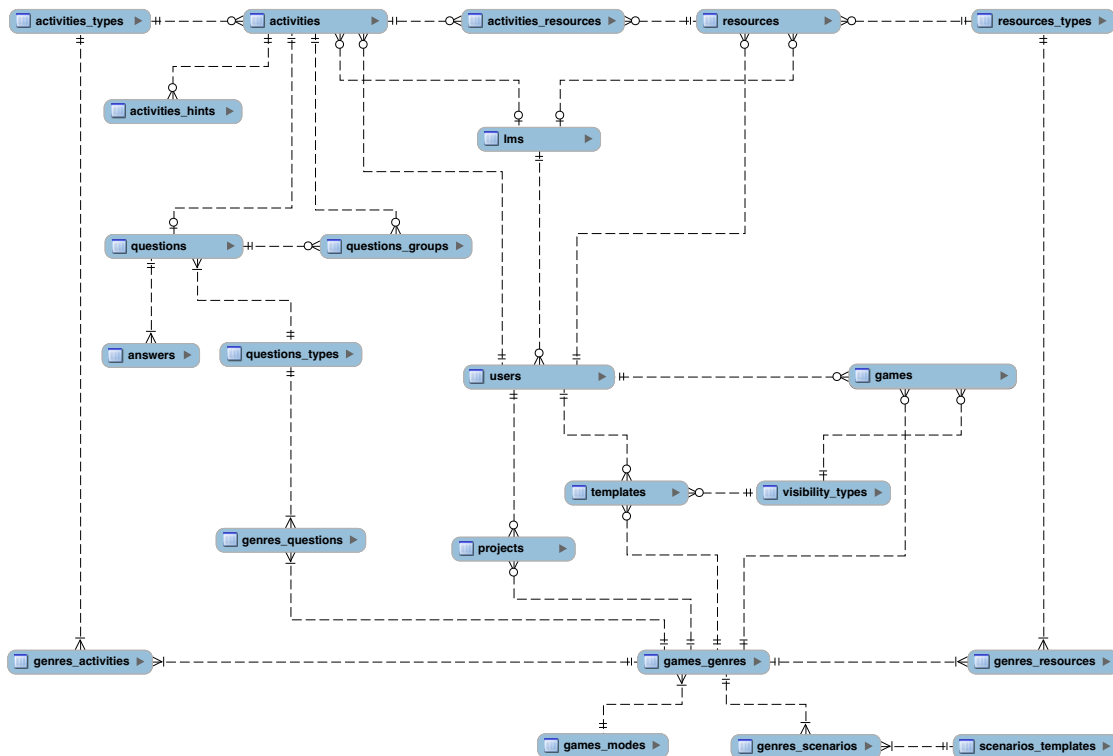 activities_types
activities
activities_resources
resources
resources_types
activities_hints
lms
questions
questions_groups
answers
questions_types
users
games
templates
visibility_types
genres_questions
projects
genres_activities
games_genres
genres_resources
games_modes
genres_scenarios
scenarios_templates